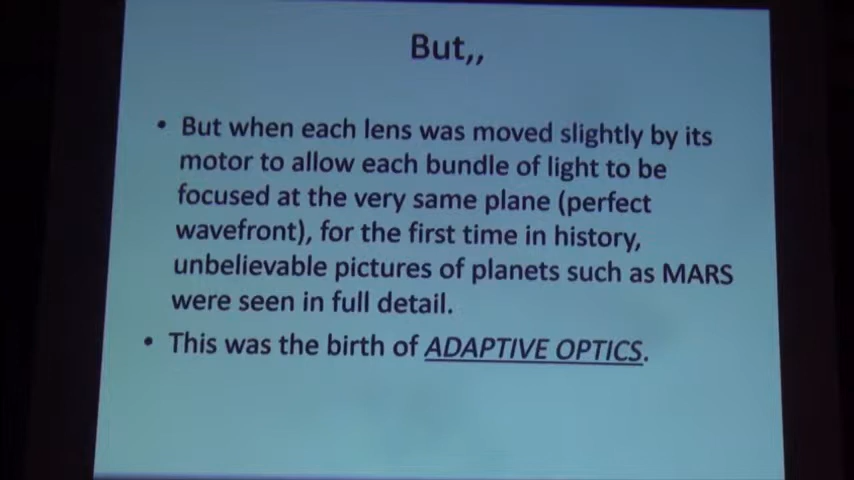 But,,
• But when each lens was moved slightly by its
motor to allow each bundle of light to be
focused at the very same plane (perfect
wavefront), for the first time in history,
unbelievable pictures of planets such as MARS
were seen in full detail.
• This was the birth of ADAPTIVE OPTICS.